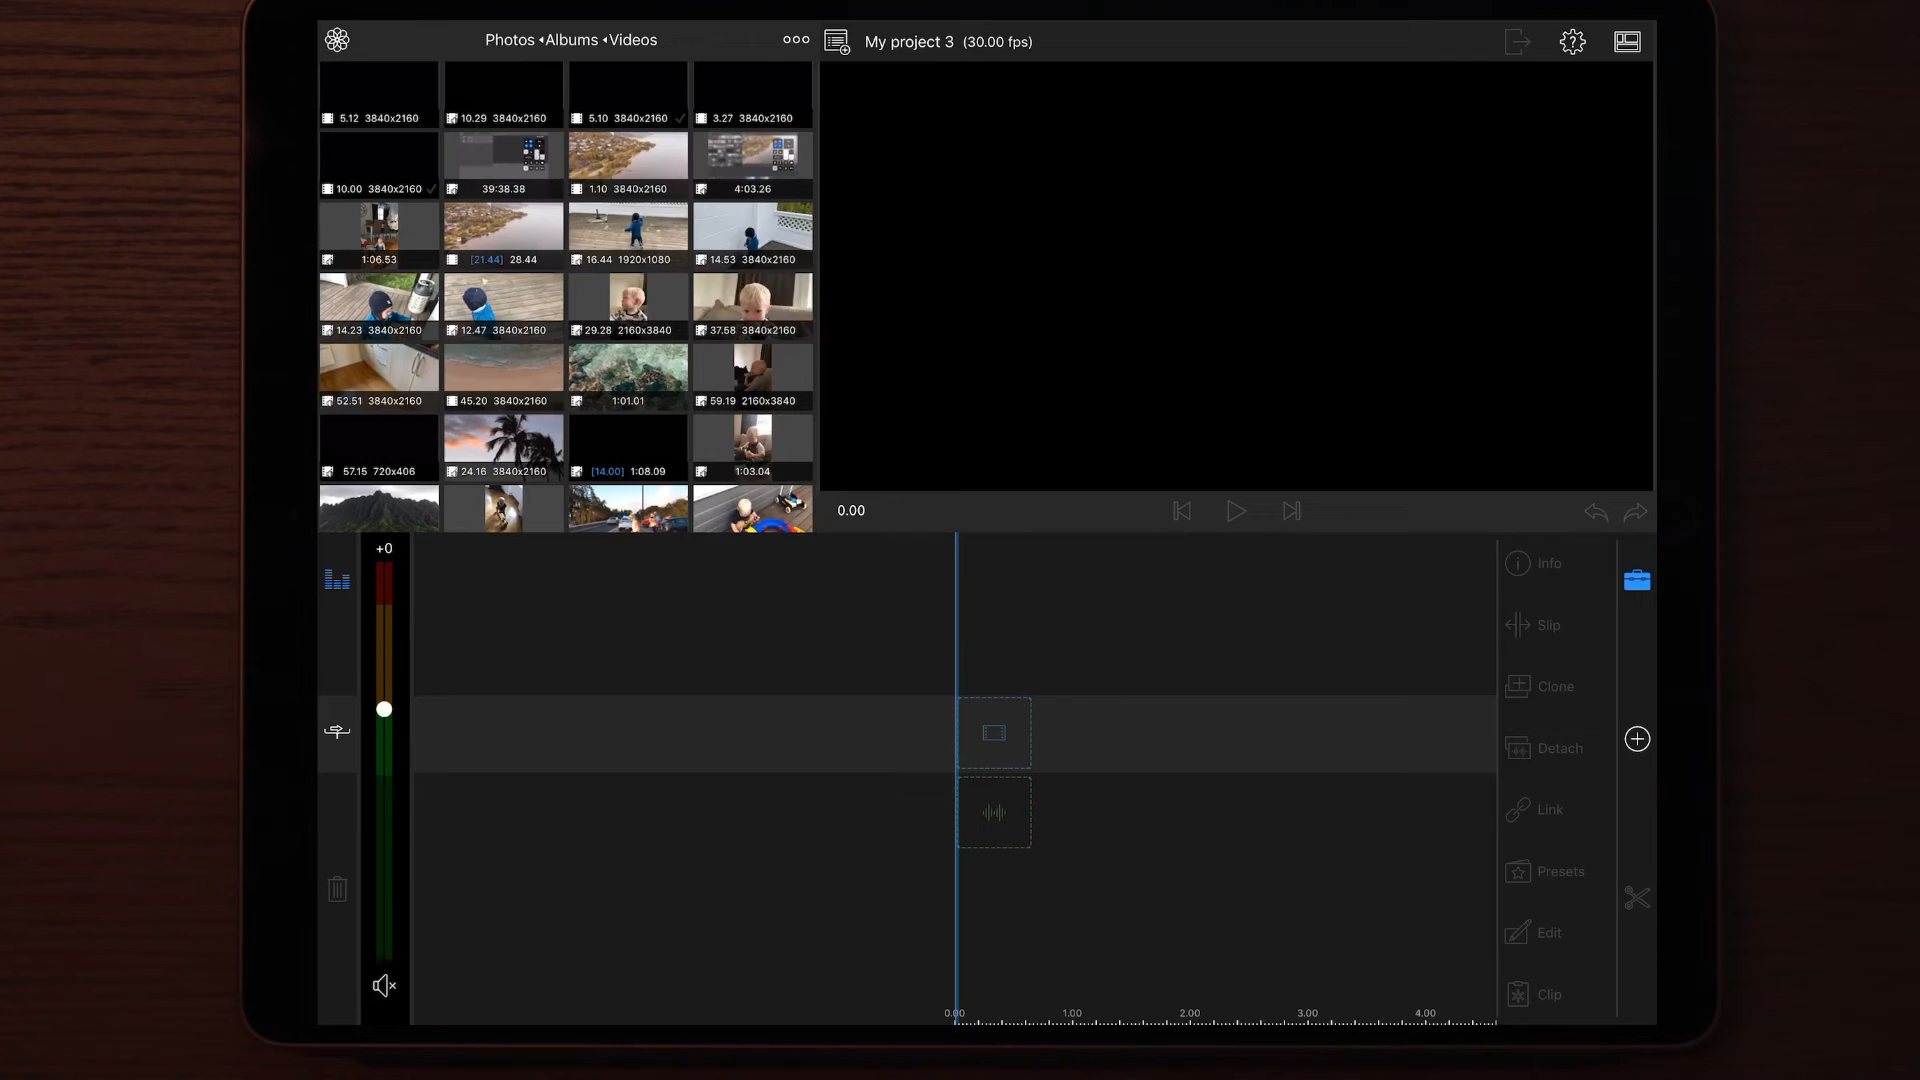 Photos ◂Albums ◂Videos
My project 3 (30.00 fps)
5.12 3840x2160
10.29 3840x2160
5.10 3840x2160
3.27 3840x2160
10.00 3840x2160
39:38.38
1.10 3840x2160
4:03.26
1:06.53
[21.44] 28.44
16.44 1920x1080
14.53 3840x2160
14.23 3840x2160
12.47 3840x2160
29.28 2160x3840
37.58 3840x2160
52.51 3840x2160
45.20 3840x2160
1:01.01
59.19 2160x3840
57.15 720x406
24.16 3840x2160
[14.00] 1:08.09
1:03.04
0.00
+0
Info
Slip
Clone
Detach
Link
Presets
Edit
Clip
0.00 1.00 2.00 3.00 4.00